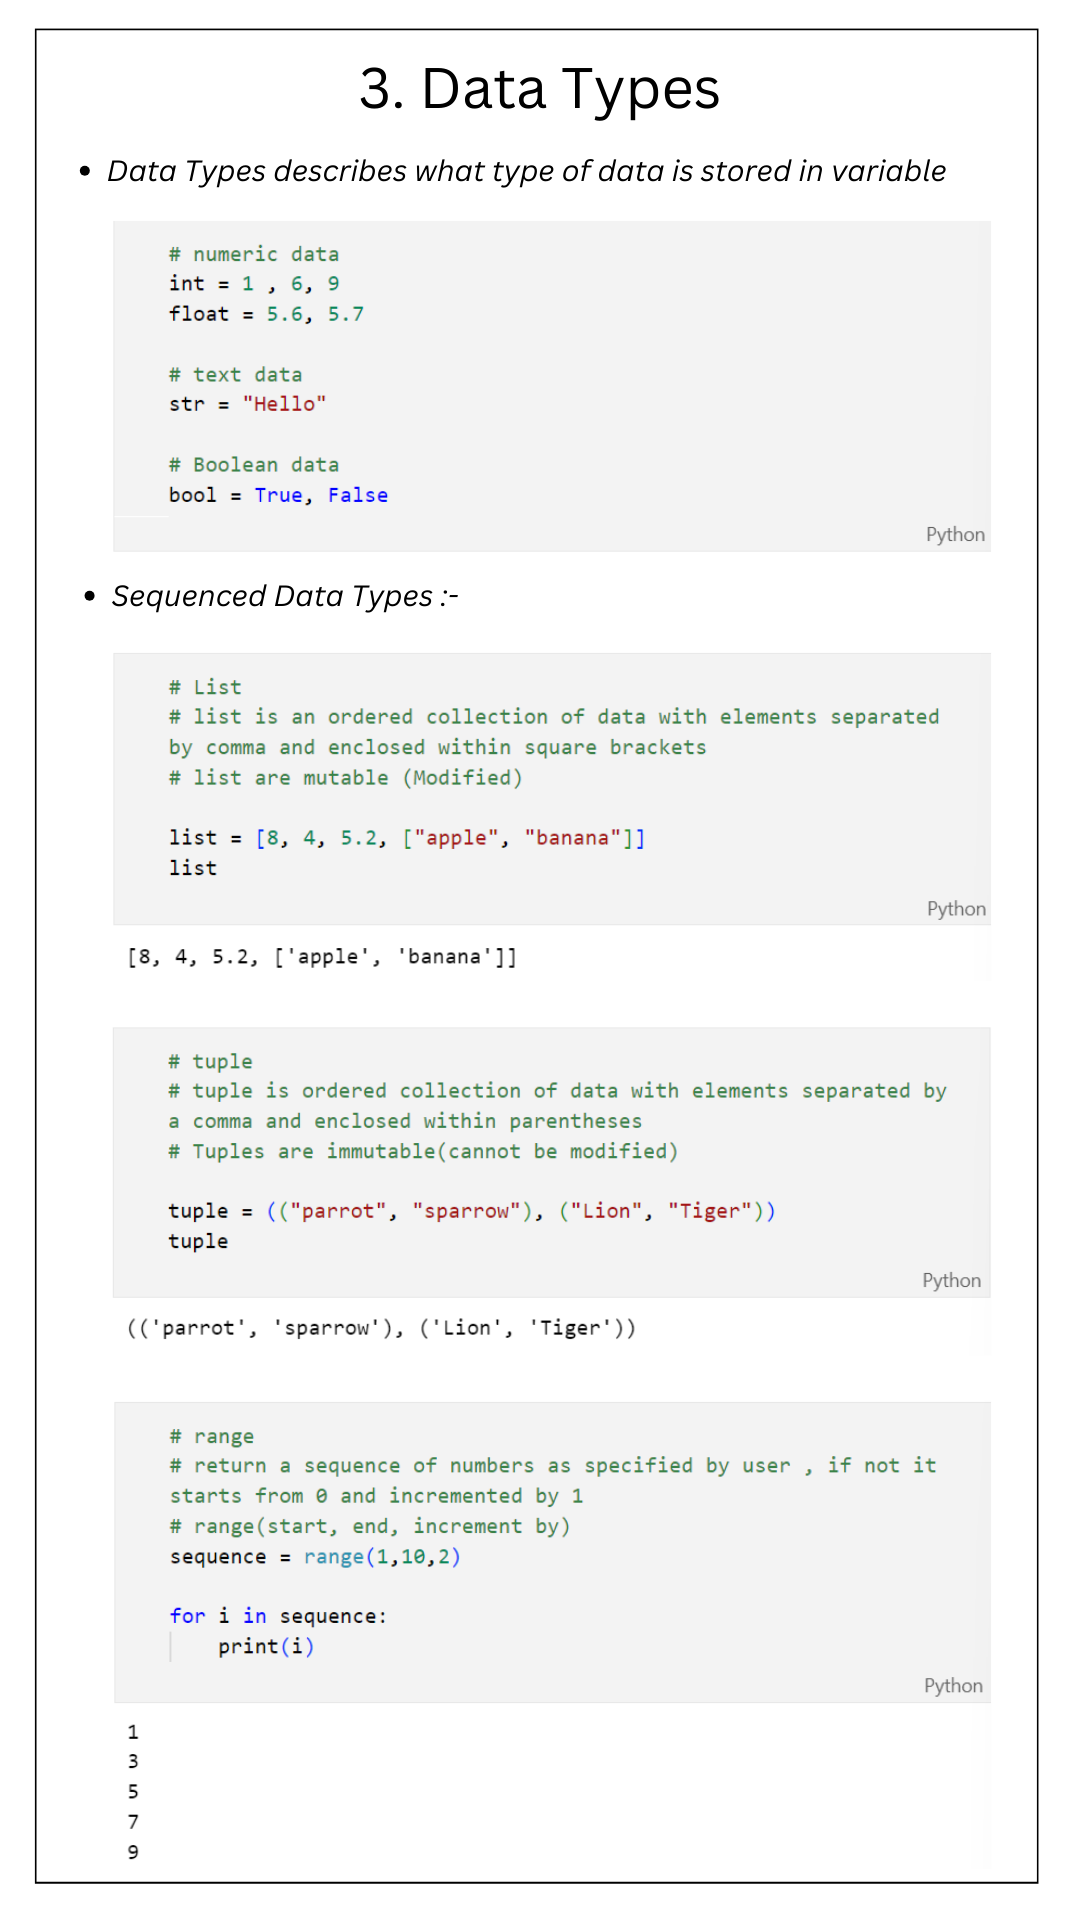 3. Data Types
• Data Types describes what type of data is stored in variable
# numeric data
int = 1 , 6, 9
float = 5.6, 5.7
# text data
str = "Hello"
# Boolean data
bool = True, False
Python
• Sequenced Data Types :-
# List
# list is an ordered collection of data with elements separated
by comma and enclosed within square brackets
# list are mutable (Modified)
list = [8, 4, 5.2, ["apple", "banana"]]
list
Python
[8, 4, 5.2, ['apple', 'banana']]
# tuple
# tuple is ordered collection of data with elements separated by
a comma and enclosed within parentheses
# Tuples are immutable(cannot be modified)
tuple = (("parrot", "sparrow"), ("Lion", "Tiger"))
tuple
Python
(('parrot', 'sparrow'), ('Lion', 'Tiger'))
# range
# return a sequence of numbers as specified by user , if not it
starts from 0 and incremented by 1
# range(start, end, increment by)
sequence = range(1,10,2)
for i in sequence:
    print(i)
Python
1
3
5
7
9